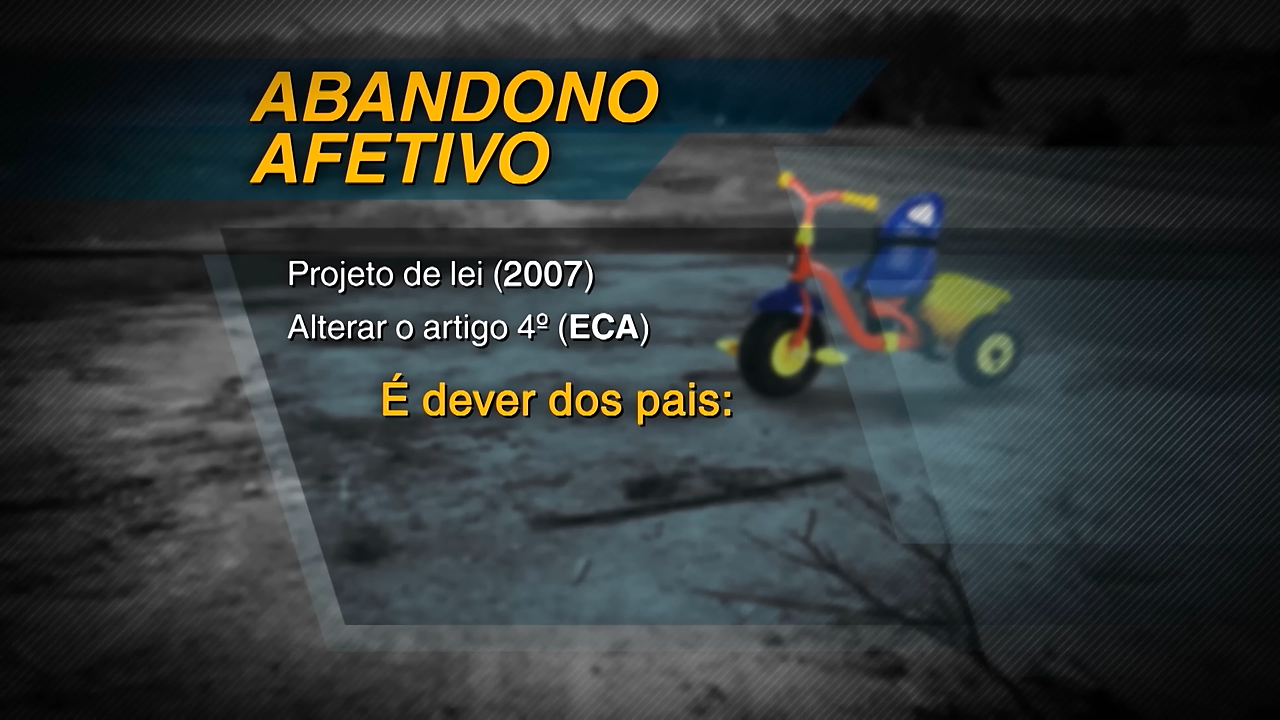 ABANDONO
AFETIVO
Projeto de lei (2007)
Alterar o artigo 4º (ECA)
É dever dos pais: